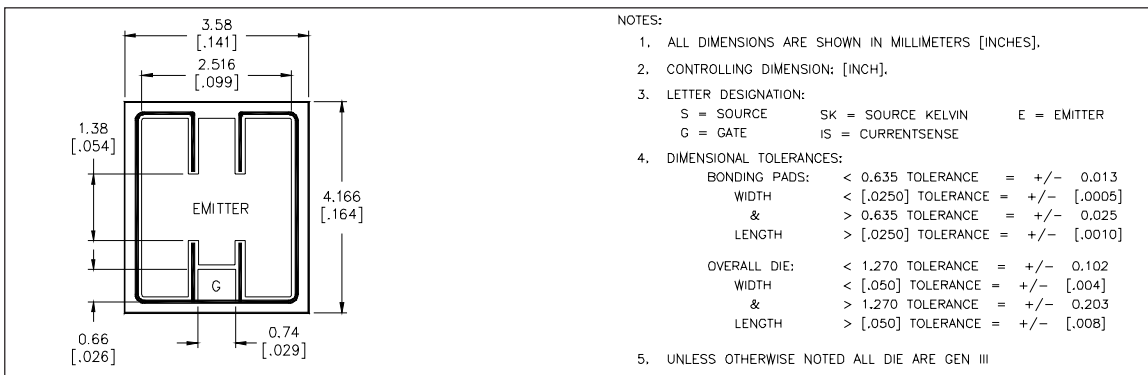 3.58
[.141]
2.516
[.099]
1.38
[.054]
EMITTER
4.166
[.164]
G
0.66
[.026]
0.74
[.029]
NOTES:
1. ALL DIMENSIONS ARE SHOWN IN MILLIMETERS [INCHES].
2. CONTROLLING DIMENSION: [INCH].
3. LETTER DESIGNATION:
S = SOURCE SK = SOURCE KELVIN E = EMITTER
G = GATE IS = CURRENTSENSE
4. DIMENSIONAL TOLERANCES:
BONDING PADS: < 0.635 TOLERANCE = +/- 0.013
WIDTH < [.0250] TOLERANCE = +/- [.0005]
& > 0.635 TOLERANCE = +/- 0.025
LENGTH > [.0250] TOLERANCE = +/- [.0010]
OVERALL DIE: < 1.270 TOLERANCE = +/- 0.102
WIDTH < [.050] TOLERANCE = +/- [.004]
& > 1.270 TOLERANCE = +/- 0.203
LENGTH > [.050] TOLERANCE = +/- [.008]
5. UNLESS OTHERWISE NOTED ALL DIE ARE GEN III